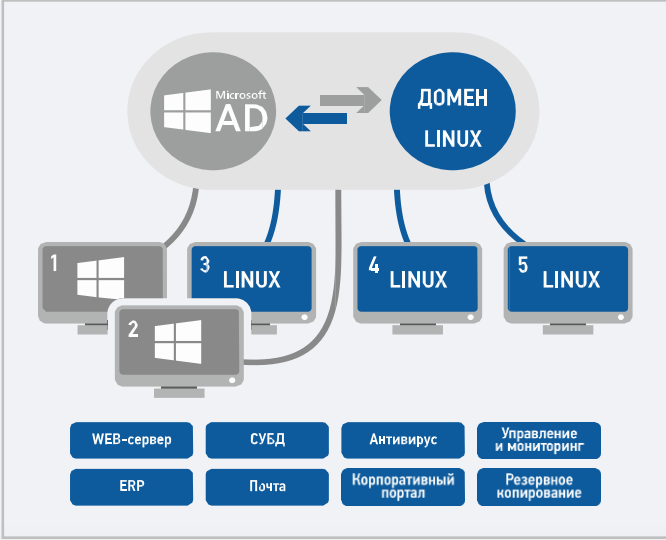 Microsoft
AD
ДОМЕН
LINUX
1
3
LINUX
4
LINUX
5
LINUX
2
WEB-сервер
СУБД
Антивирус
Управление
и мониторинг
ERP
Почта
Корпоративный
портал
Резервное
копирование